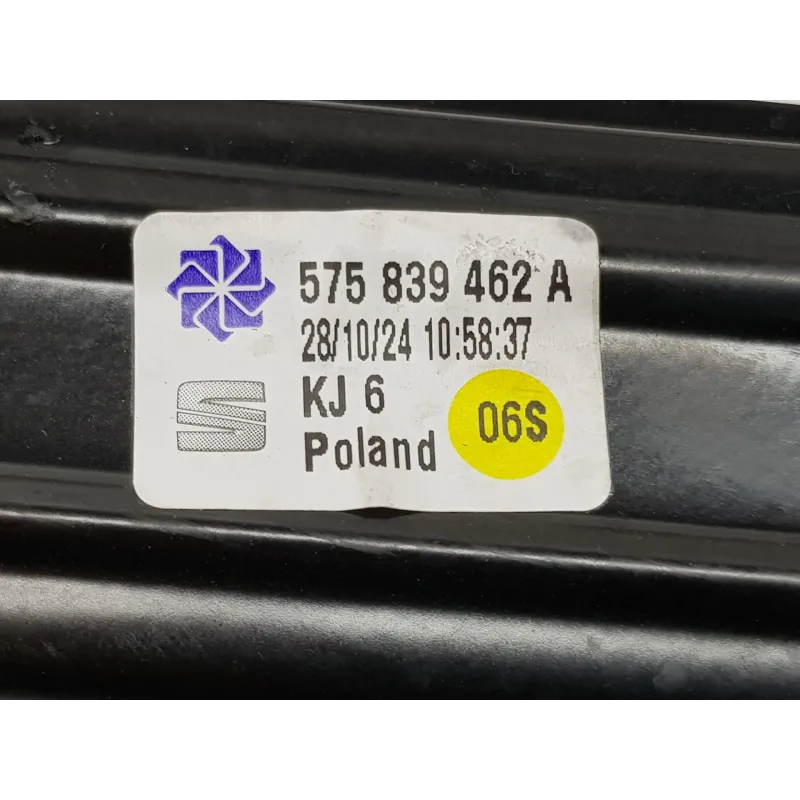 575 839 462 A
28/10/24 10:58:37
KJ 6
06S
Poland